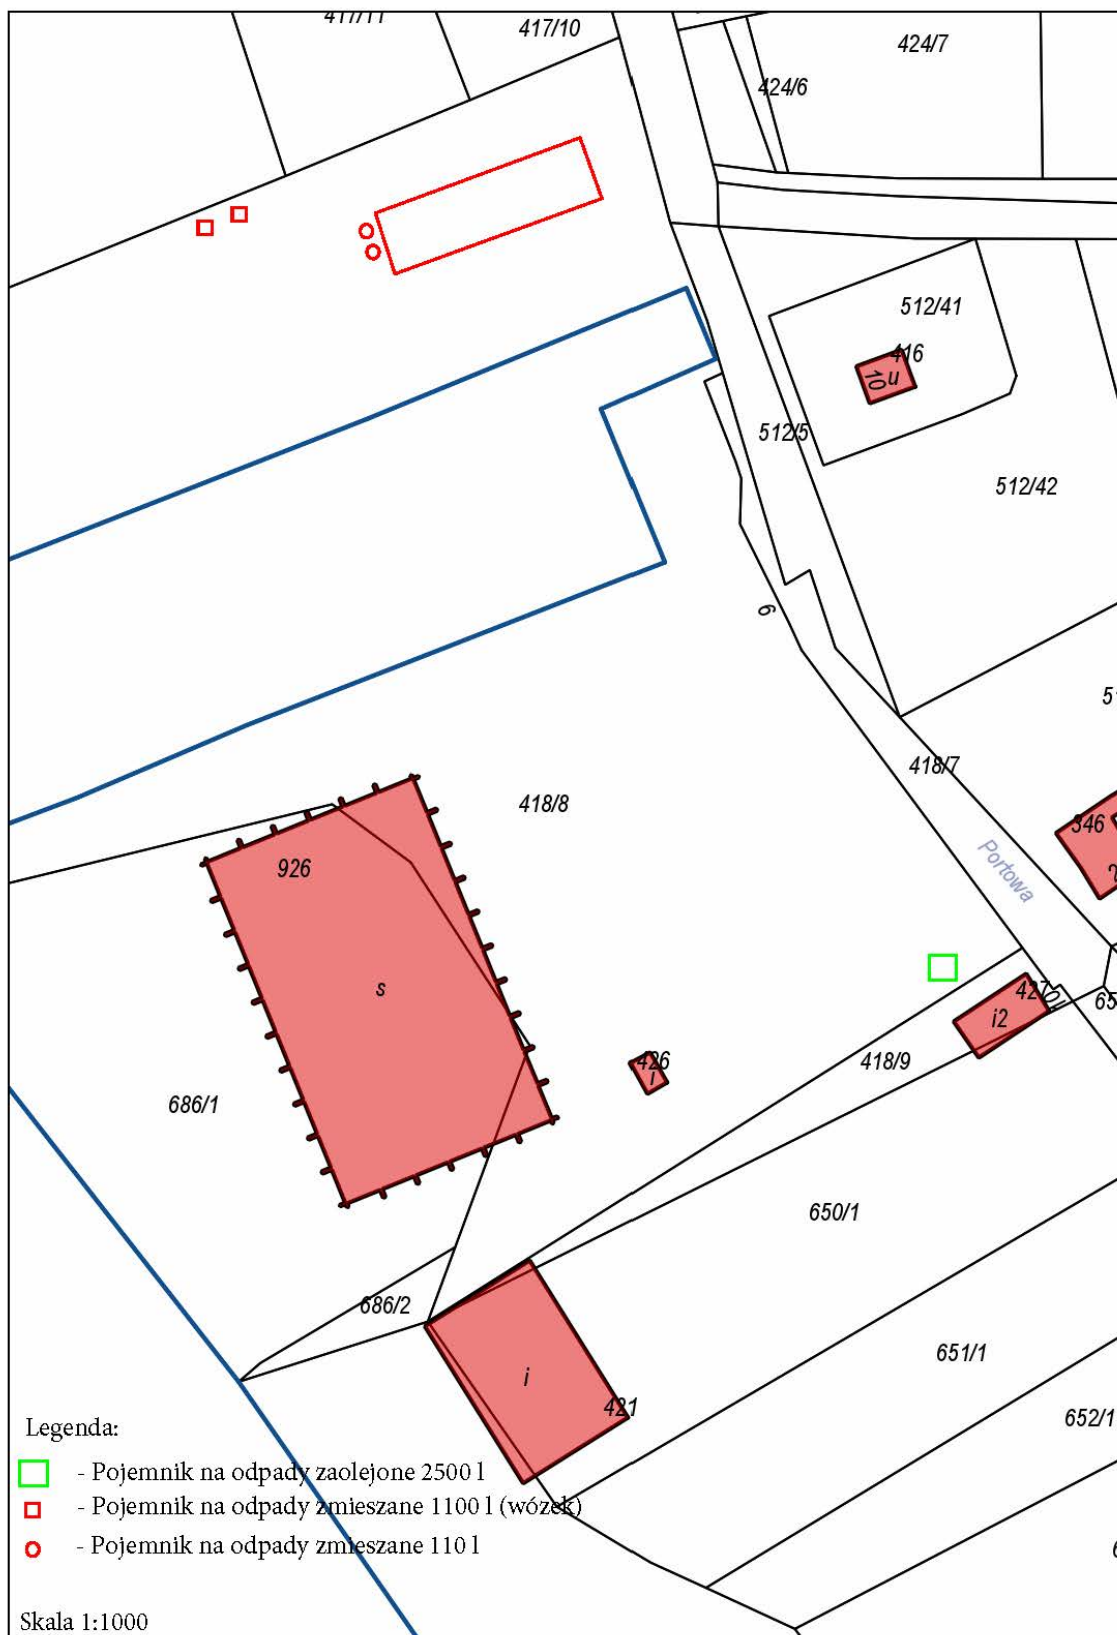 417/11
417/10
424/7
424/6
512/41
416
10
u
512/5
512/42
6
418/7
418/8
346
Portowa
926
s
427
i2
426
i
418/9
686/1
650/1
686/2
651/1
i
421
652/1
Legenda:
- Pojemnik na odpady zaolejone 2500 l
- Pojemnik na odpady zmieszane 1100 l (wózek)
- Pojemnik na odpady zmieszane 110 l
Skala 1:1000